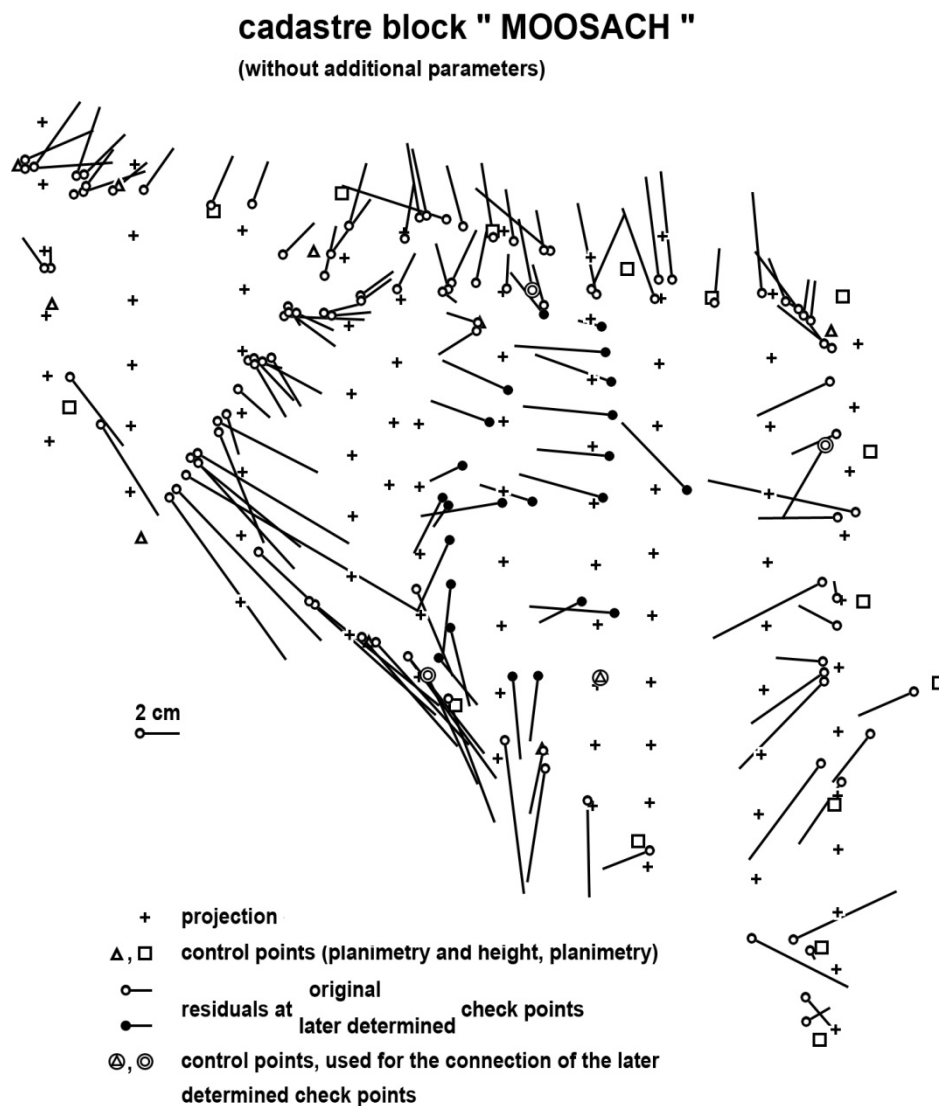 cadastre block " MOOSACH "
(without additional parameters)
2 cm
projection
control points (planimetry and height, planimetry)
original
residuals at check points
later determined
control points, used for the connection of the later
determined check points